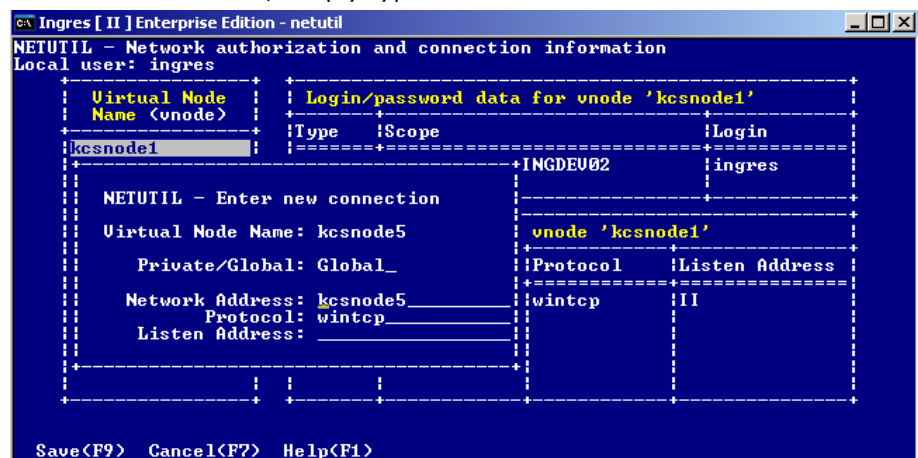 Ingres [ II ] Enterprise Edition - netutil
NETUTIL - Network authorization and connection information
Local user: ingres
Virtual Node
Name (vnode)
Login/password data for vnode 'kcsnode1'
Type Scope Login
kcsnode1
INGDEV02 ingres
NETUTIL - Enter new connection
Virtual Node Name: kcsnode5
vnode 'kcsnode1'
Private/Global: Global_
Protocol Listen Address
Network Address: kcsnode5
wintcp II
Protocol: wintcp
Listen Address:
Save(F9) Cancel(F7) Help(F1)